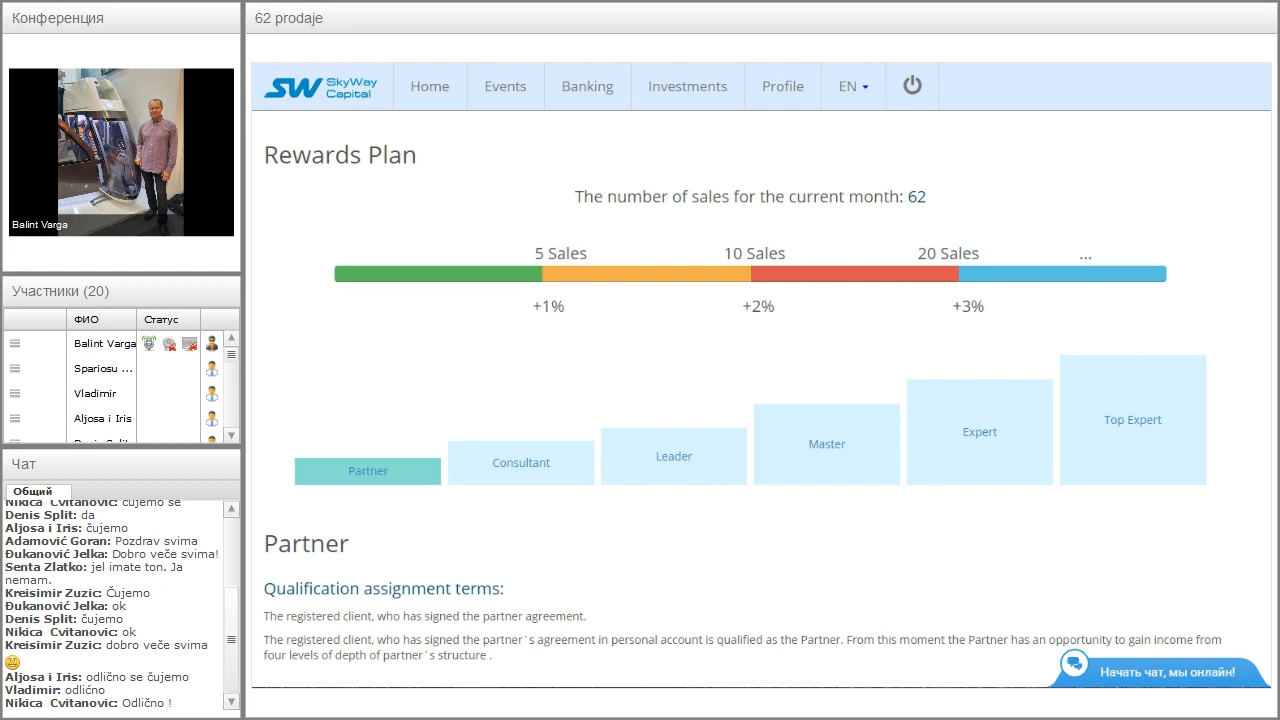 Конференция
Balint Varga
Участники (20)
ФИО Статус
Balint Varga
Spariosu ...
Vladimir
Aljosa i Iris
Чат
Общий
Nikica Cvitanovic: čujemo se
Denis Split: da
Aljosa i Iris: čujemo
Adamović Goran: Pozdrav svima
Đukanović Jelka: Dobro veče svima!
Senta Zlatko: jel imate ton. Ja
nemam.
Kreisimir Zuzic: Čujemo
Đukanović Jelka: ok
Denis Split: čujemo
Nikica Cvitanovic: ok
Kreisimir Zuzic: dobro veče svima
Aljosa i Iris: odlično se čujemo
Vladimir: odlićno
Nikica Cvitanovic: Odlično !
62 prodaje
SW SkyWay
Capital
Home Events Banking Investments Profile EN
Rewards Plan
The number of sales for the current month: 62
5 Sales 10 Sales 20 Sales ...
+1% +2% +3%
Partner Consultant Leader Master Expert Top Expert
Partner
Qualification assignment terms:
The registered client, who has signed the partner agreement.
The registered client, who has signed the partner`s agreement in personal account is qualified as the Partner. From this moment the Partner has an opportunity to gain income from
four levels of depth of partner`s structure .
Начать чат, мы онлайн!